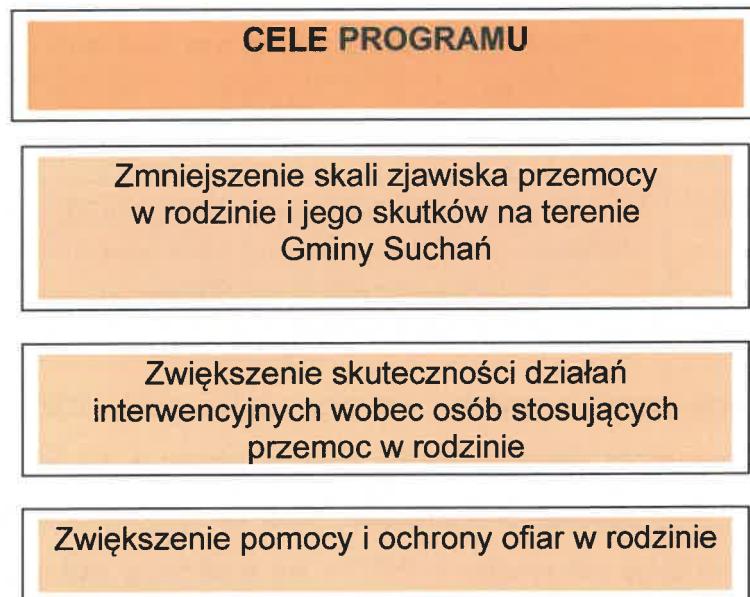 CELE PROGRAMU
Zmniejszenie skali zjawiska przemocy
w rodzinie i jego skutków na terenie
Gminy Suchań
Zwiększenie skuteczności działań
interwencyjnych wobec osób stosujących
przemoc w rodzinie
Zwiększenie pomocy i ochrony ofiar w rodzinie